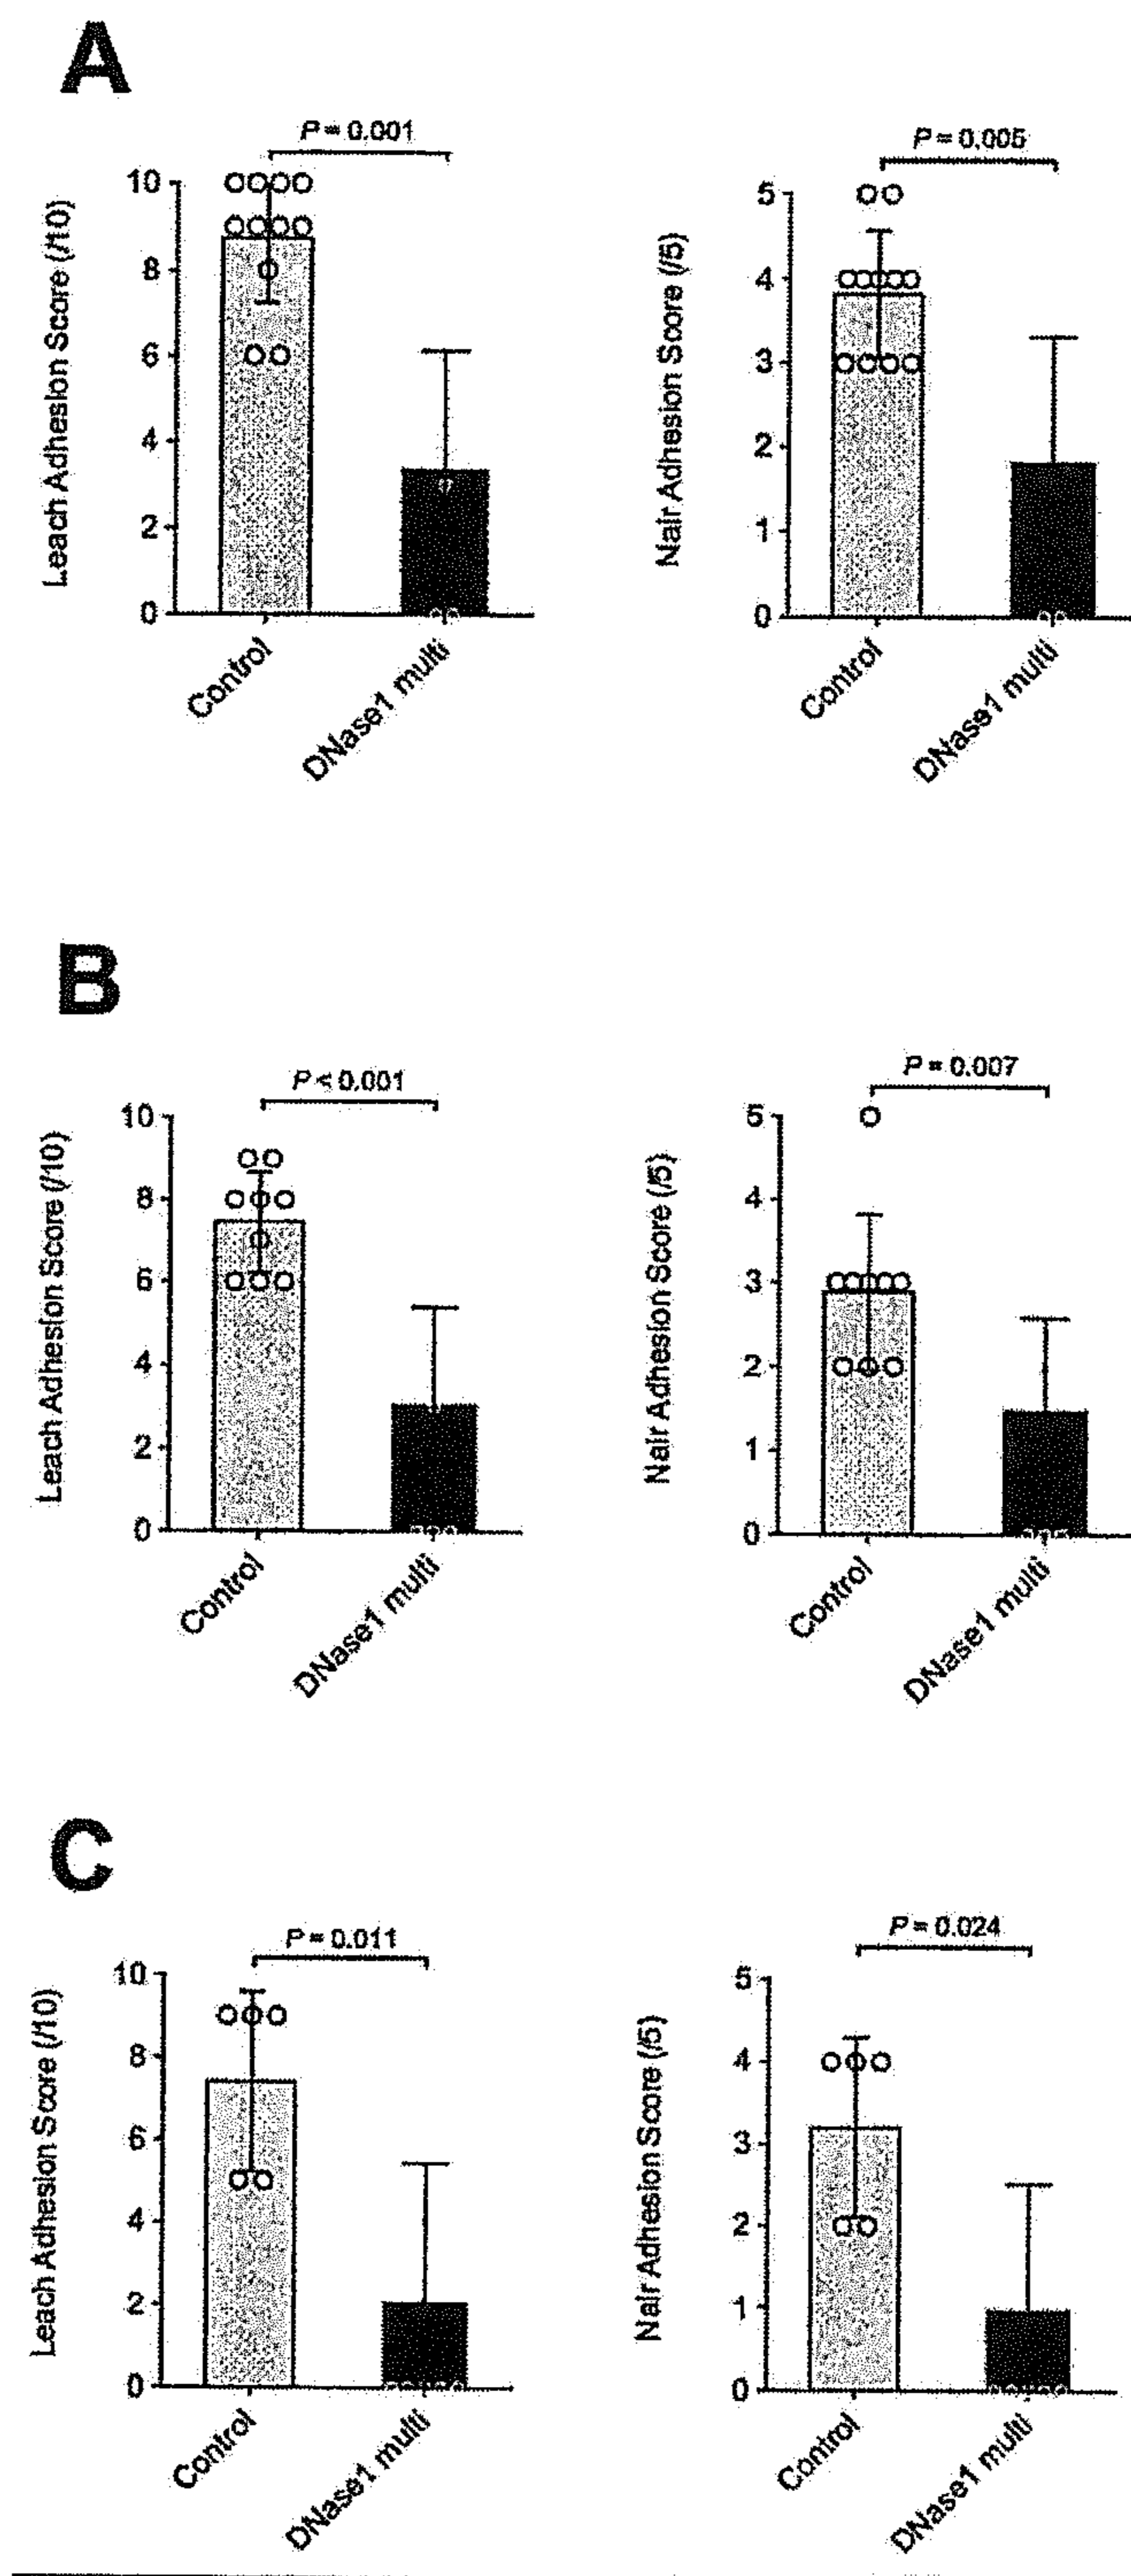 A
P = 0.001
Leach Adhesion Score (/10)
10
8
6
4
2
0
Control
DNase1 multi
P = 0.005
Nair Adhesion Score (/5)
5
4
3
2
1
0
Control
DNase1 multi
B
P < 0.001
Leach Adhesion Score (/10)
10
8
6
4
2
0
Control
DNase1 multi
P = 0.007
Nair Adhesion Score (/5)
5
4
3
2
1
0
Control
DNase1 multi
C
P = 0.011
Leach Adhesion Score (/10)
10
8
6
4
2
0
Control
DNase1 multi
P = 0.024
Nair Adhesion Score (/5)
5
4
3
2
1
0
Control
DNase1 multi